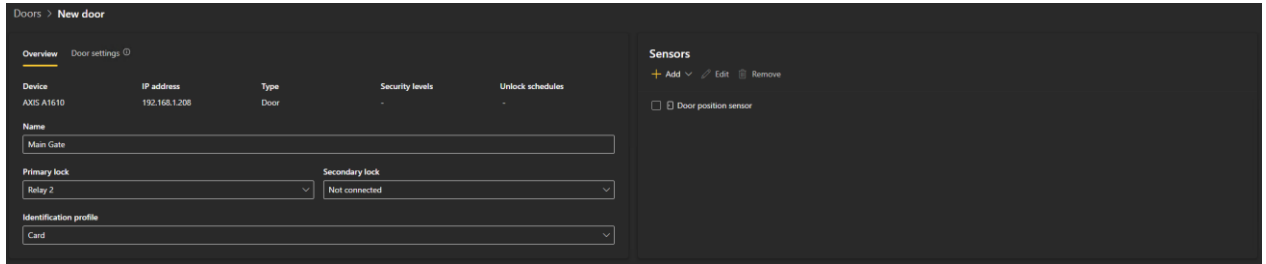 Doors > New door
Overview Door settings
Device IP address Type Security levels Unlock schedules
AXIS A1610 192.168.1.208 Door - -
Name
Main Gate
Primary lock Secondary lock
Relay 2 Not connected
Identification profile
Card
Sensors
+ Add Edit Remove
Door position sensor